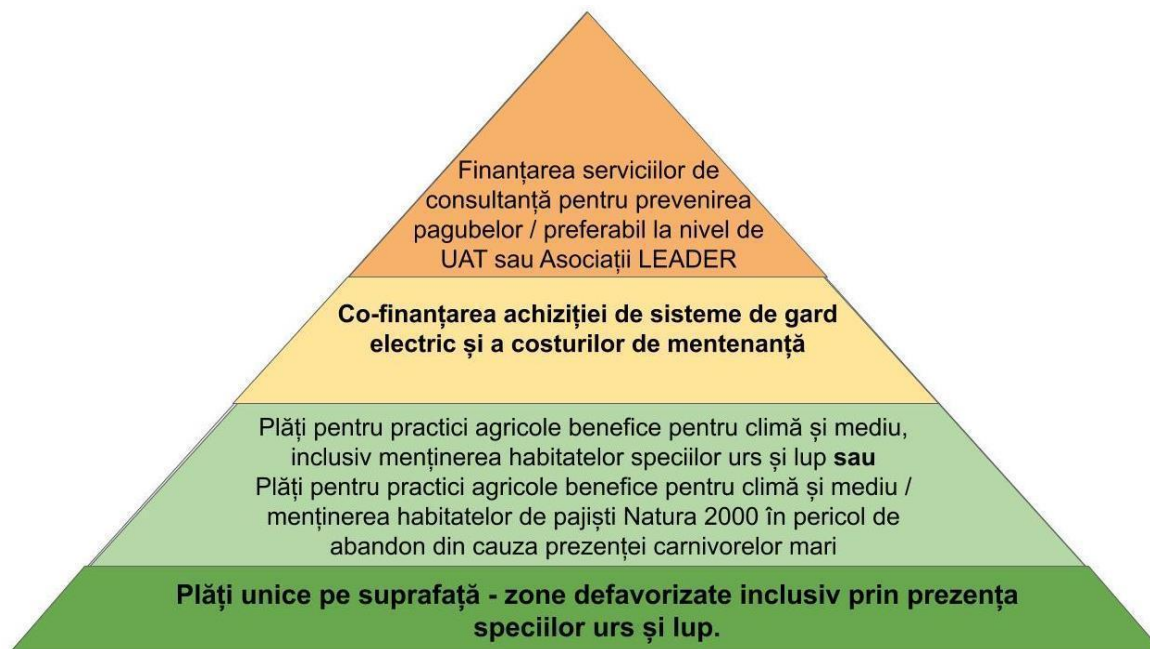 Finanțarea serviciilor de
consultanță pentru prevenirea
pagubelor / preferabil la nivel de
UAT sau Asociații LEADER
Co-finanțarea achiziției de sisteme de gard
electric și a costurilor de mentenanță
Plăți pentru practici agricole benefice pentru climă și mediu,
inclusiv menținerea habitatelor speciilor urs și lup sau
Plăți pentru practici agricole benefice pentru climă și mediu /
menținerea habitatelor de pajiști Natura 2000 în pericol de
abandon din cauza prezenței carnivorelor mari
Plăți unice pe suprafață - zone defavorizate inclusiv prin prezența
speciilor urs și lup.